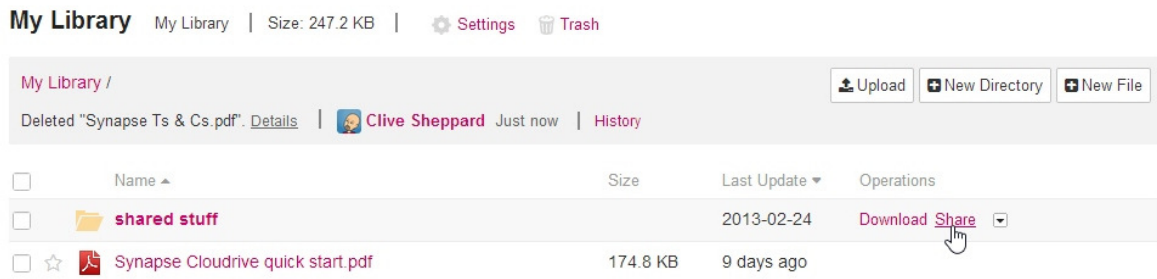 My Library My Library | Size: 247.2 KB | Settings Trash
My Library / Upload New Directory New File
Deleted "Synapse Ts & Cs.pdf". Details | Clive Sheppard Just now | History
Name Size Last Update Operations
shared stuff 2013-02-24 Download Share
Synapse Cloudrive quick start.pdf 174.8 KB 9 days ago